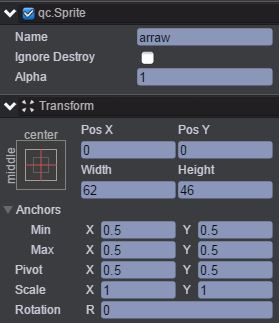 qc.Sprite
Name arraw
Ignore Destroy
Alpha 1
Transform
center
middle
Pos X Pos Y
0 0
Width Height
62 46
Anchors
Min X 0.5 Y 0.5
Max X 0.5 Y 0.5
Pivot X 0.5 Y 0.5
Scale X 1 Y 1
Rotation R 0